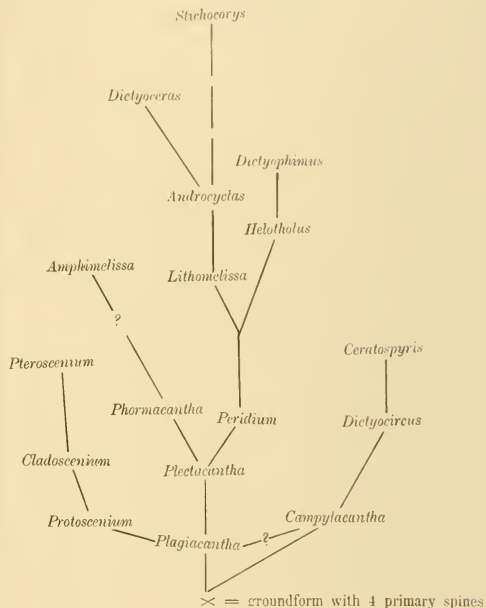 Stichocorys
Dictyoceras
Dictyophimus
Androcyclas
Helotholus
Amphimelissa
Lithomelissa
?
Ceratospyris
Pteroscenium
Phormacantha
Peridium
Dictyocircus
Cladoscenium
Plectacantha
Protoscenium
Campylacantha
Plagiacantha
?
× = groundform with 4 primary spines